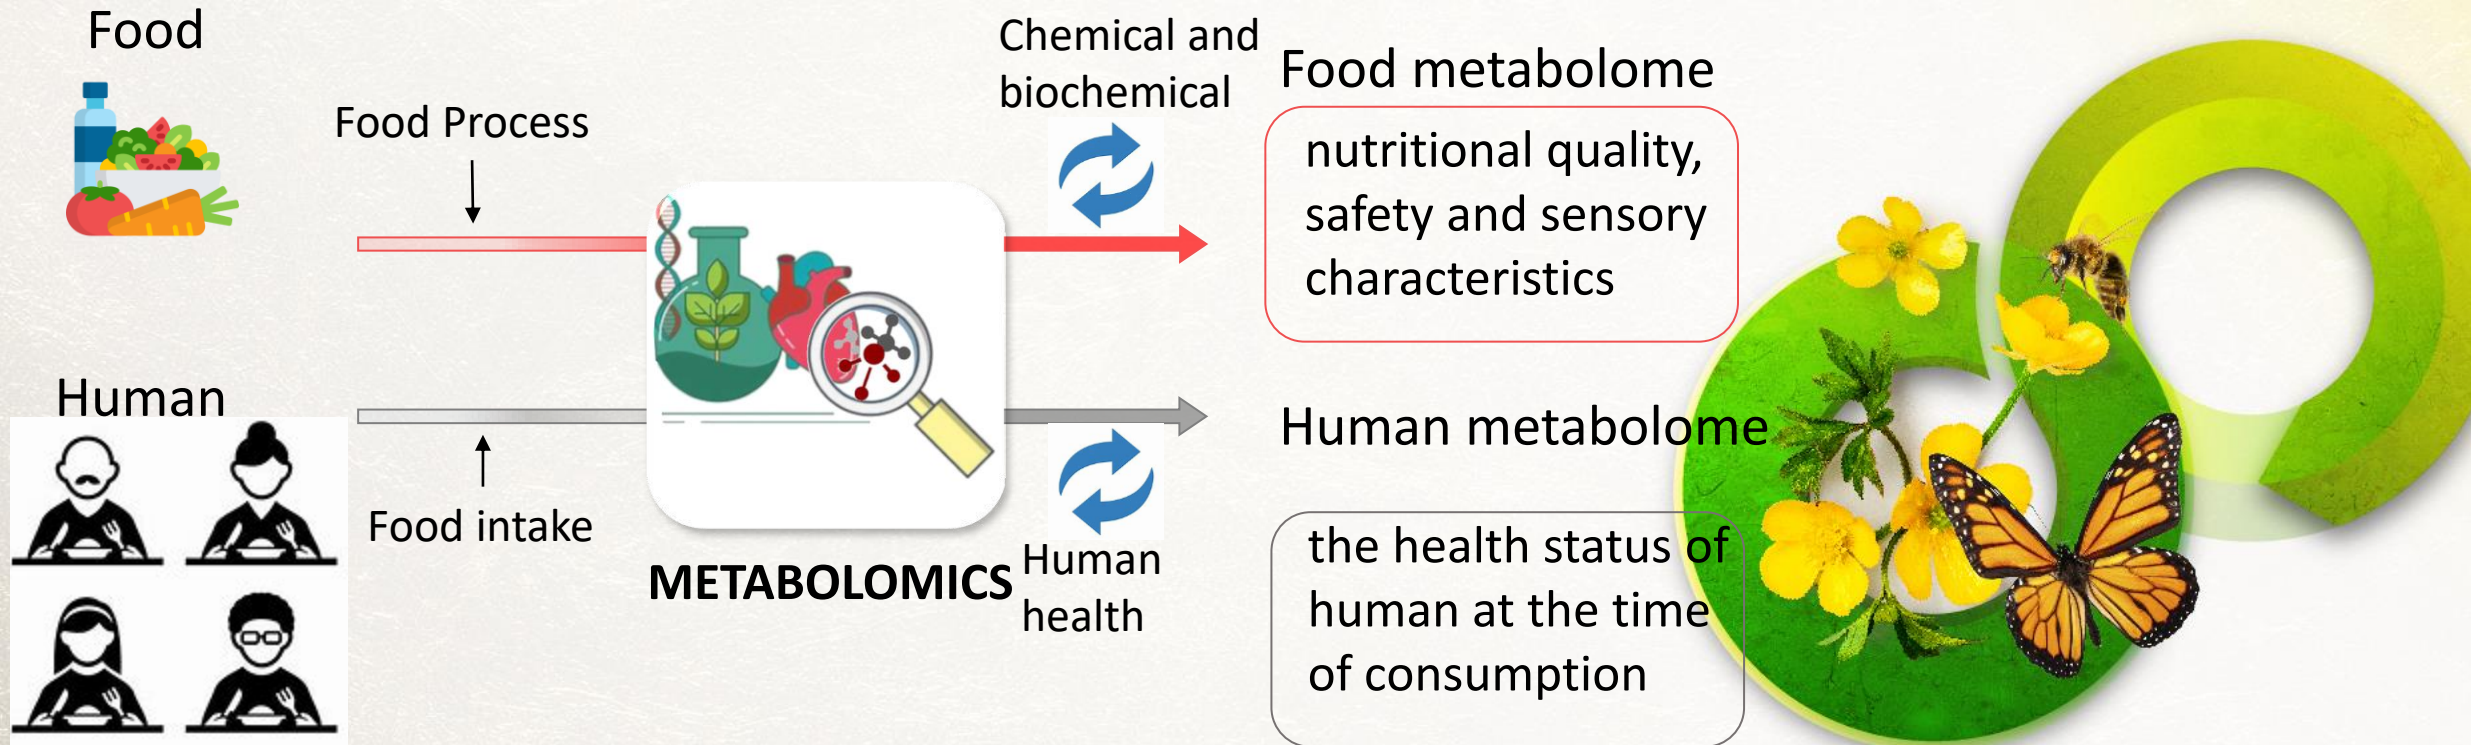 Food
Food Process
Chemical and
biochemical
Food metabolome
nutritional quality,
safety and sensory
characteristics
Human
Food intake
METABOLOMICS
Human
health
Human metabolome
the health status of
human at the time
of consumption